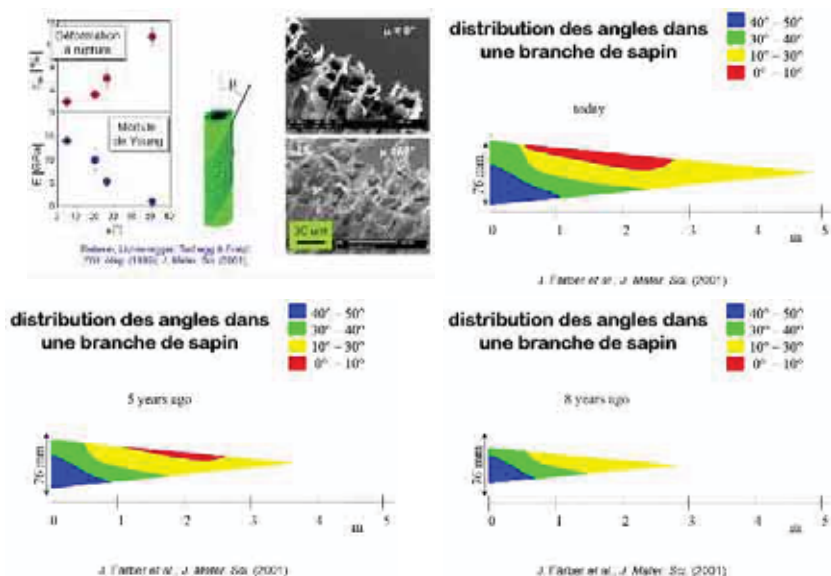 Déformation
à rupture
Module
de Young
E [GPa]
30 µm
J. Mater. Sci. (2001)
distribution des angles dans
une branche de sapin
40° – 50°
30° – 40°
10° – 30°
0° – 10°
today
76 mm
0 1 2 3 4 5
m
J. Färber et al., J. Mater. Sci. (2001)
distribution des angles dans
une branche de sapin
40° – 50°
30° – 40°
10° – 30°
0° – 10°
5 years ago
76 mm
0 1 2 3 4 5
m
J. Färber et al., J. Mater. Sci. (2001)
distribution des angles dans
une branche de sapin
40° – 50°
30° – 40°
10° – 30°
0° – 10°
8 years ago
76 mm
0 1 2 3 4 5
m
J. Färber et al., J. Mater. Sci. (2001)